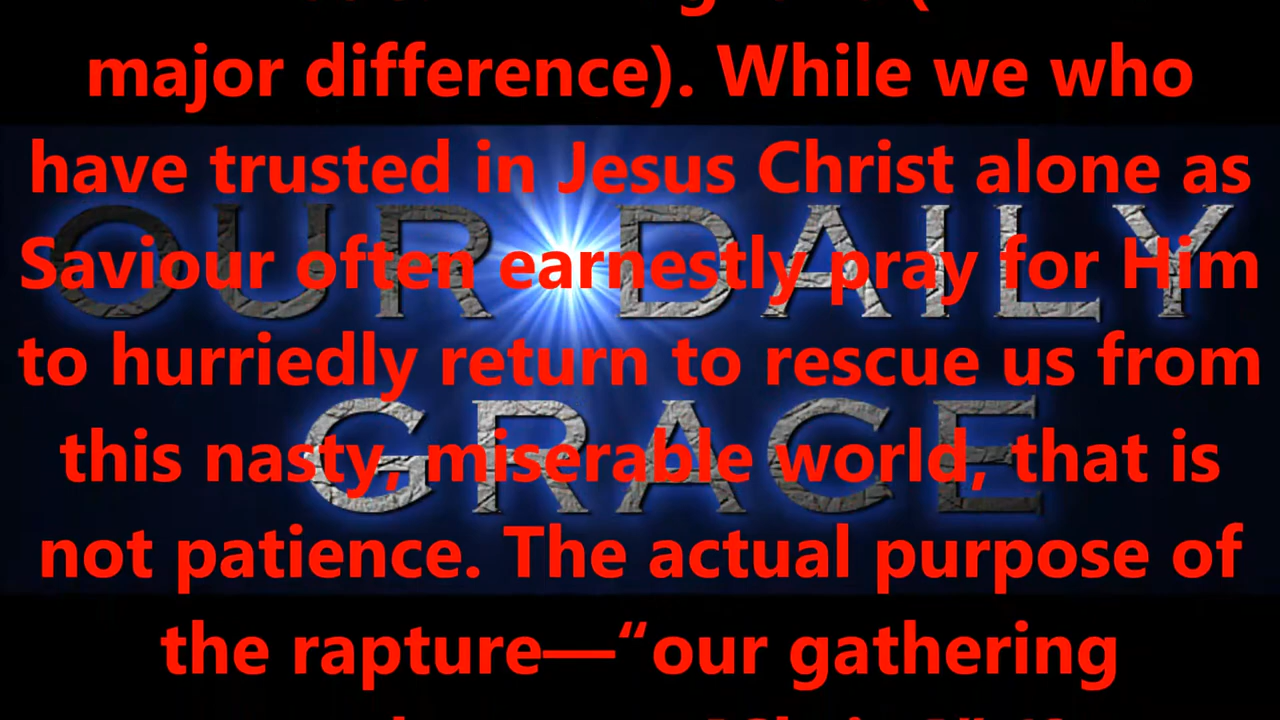 major difference). While we who
have trusted in Jesus Christ alone as
OUR DAILY
Saviour often earnestly pray for Him
to hurriedly return to rescue us from
GRACE
this nasty, miserable world, that is
not patience. The actual purpose of
the rapture—“our gathering